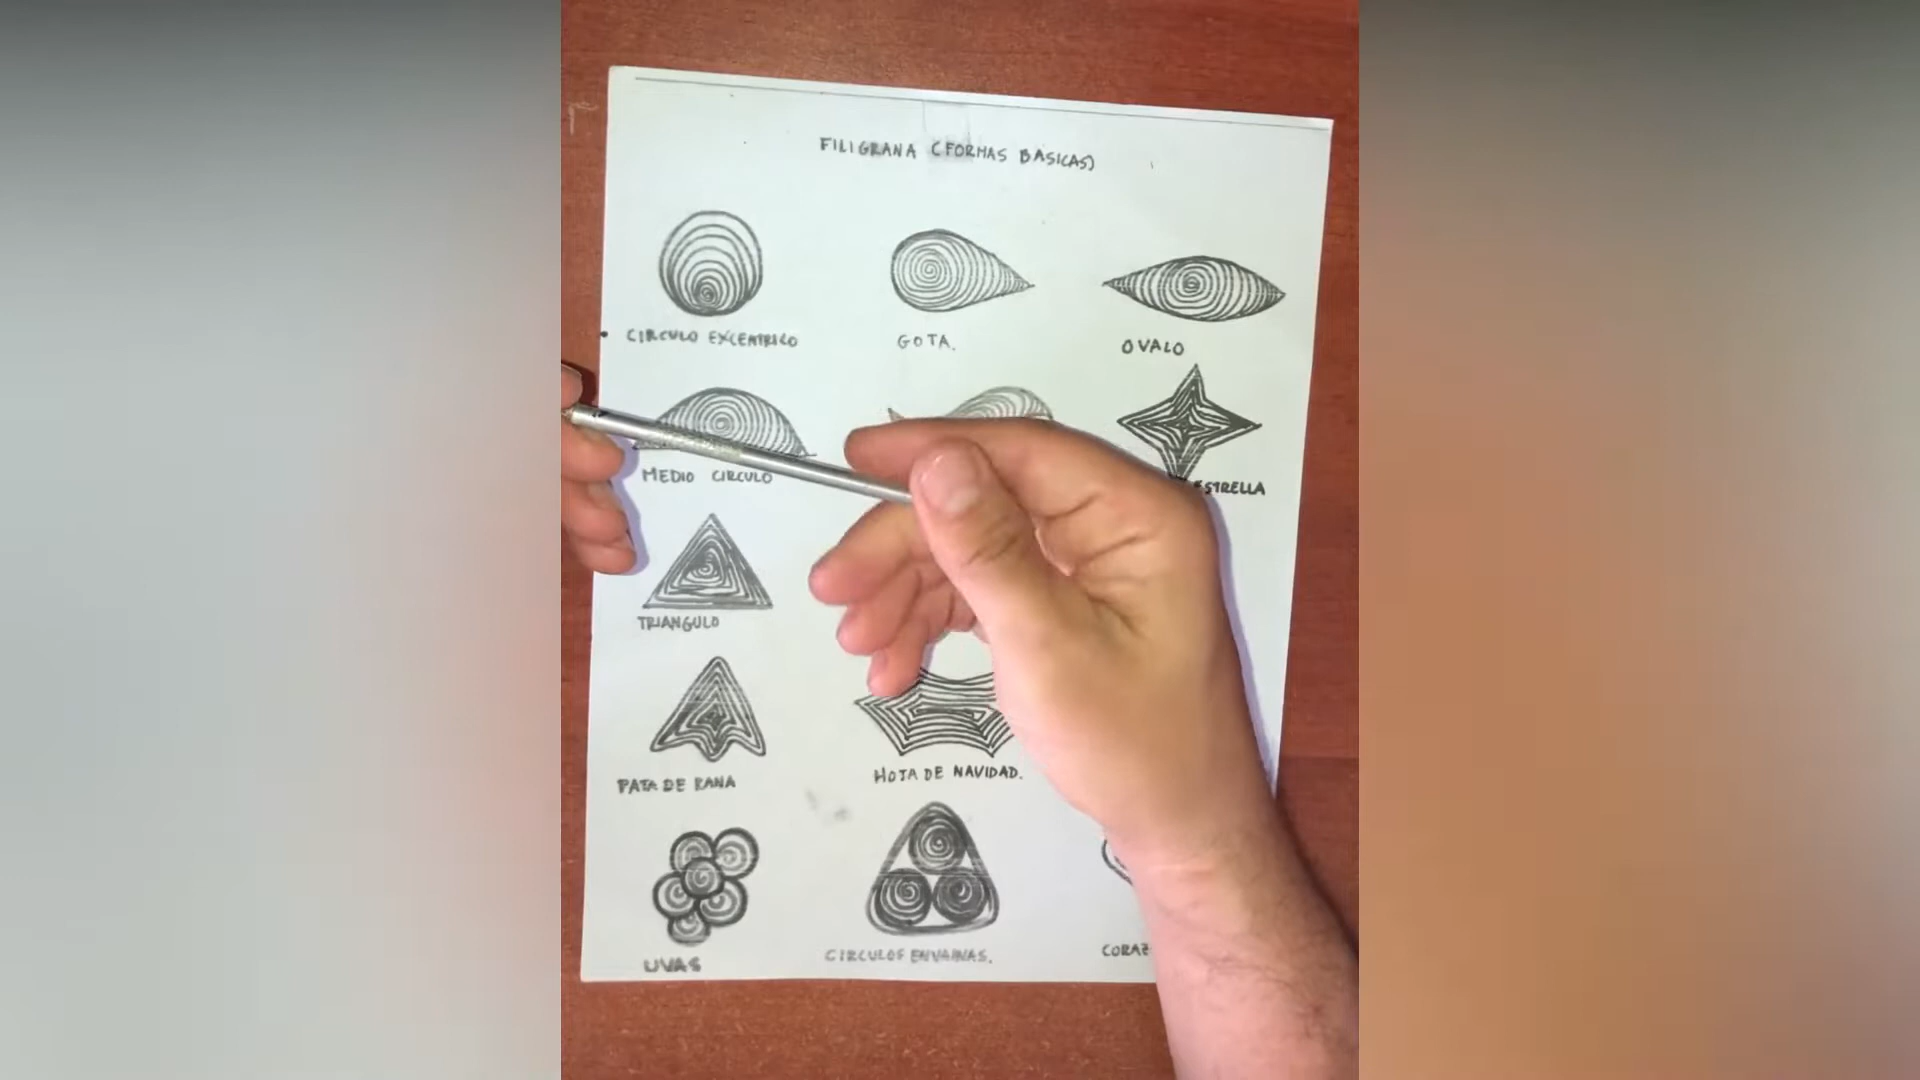 FILIGRANA (FORMAS BASICAS)
CIRCULO EXCENTRICO
GOTA.
OVALO
MEDIO CIRCULO
ESTRELLA
TRIANGULO
PATA DE RANA
HOJA DE NAVIDAD.
UVAS
CIRCULOS ENVAINAS.
CORAZ